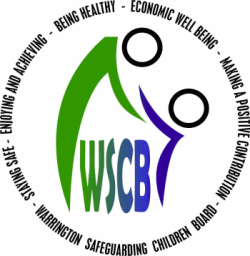 STAYING SAFE - ENJOYING AND ACHIEVING - BEING HEALTHY - ECONOMIC WELL BEING - MAKING A POSITIVE CONTRIBUTION - WARRINGTON SAFEGUARDING CHILDREN BOARD -
WSCB